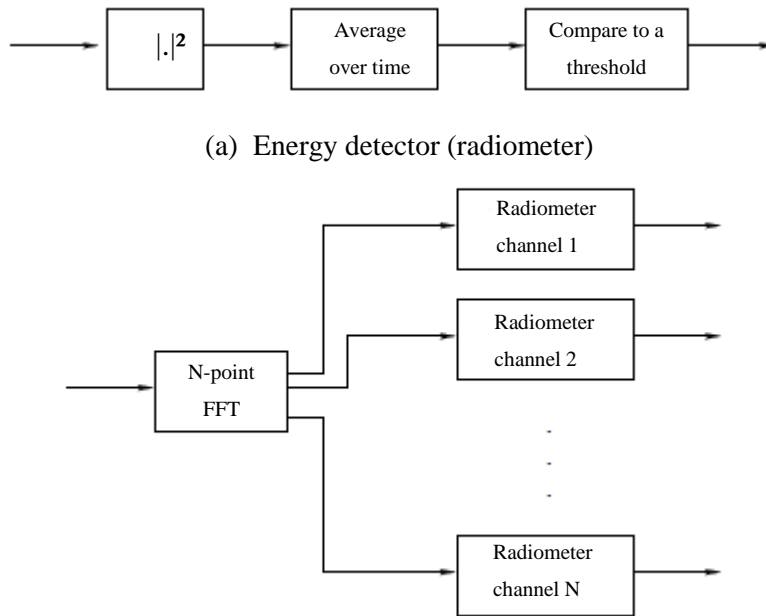 |.|²
Average
over time
Compare to a
threshold
(a) Energy detector (radiometer)
Radiometer
channel 1
Radiometer
channel 2
N-point
FFT
Radiometer
channel N